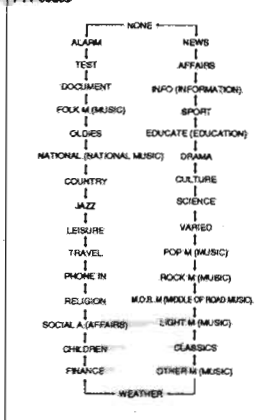 NONE
ALARM NEWS
TEST AFFAIRS
DOCUMENT INFO (INFORMATION)
FOLK M (MUSIC) SPORT
OLDIES EDUCATE (EDUCATION)
NATIONAL (NATIONAL MUSIC) DRAMA
COUNTRY CULTURE
JAZZ SCIENCE
LEISURE VARIED
TRAVEL POP M (MUSIC)
PHONE IN ROCK M (MUSIC)
RELIGION M.O.R. M (MIDDLE OF ROAD MUSIC)
SOCIAL A (AFFAIRS) LIGHT M (MUSIC)
CHILDREN CLASSICS
FINANCE OTHER M (MUSIC)
WEATHER